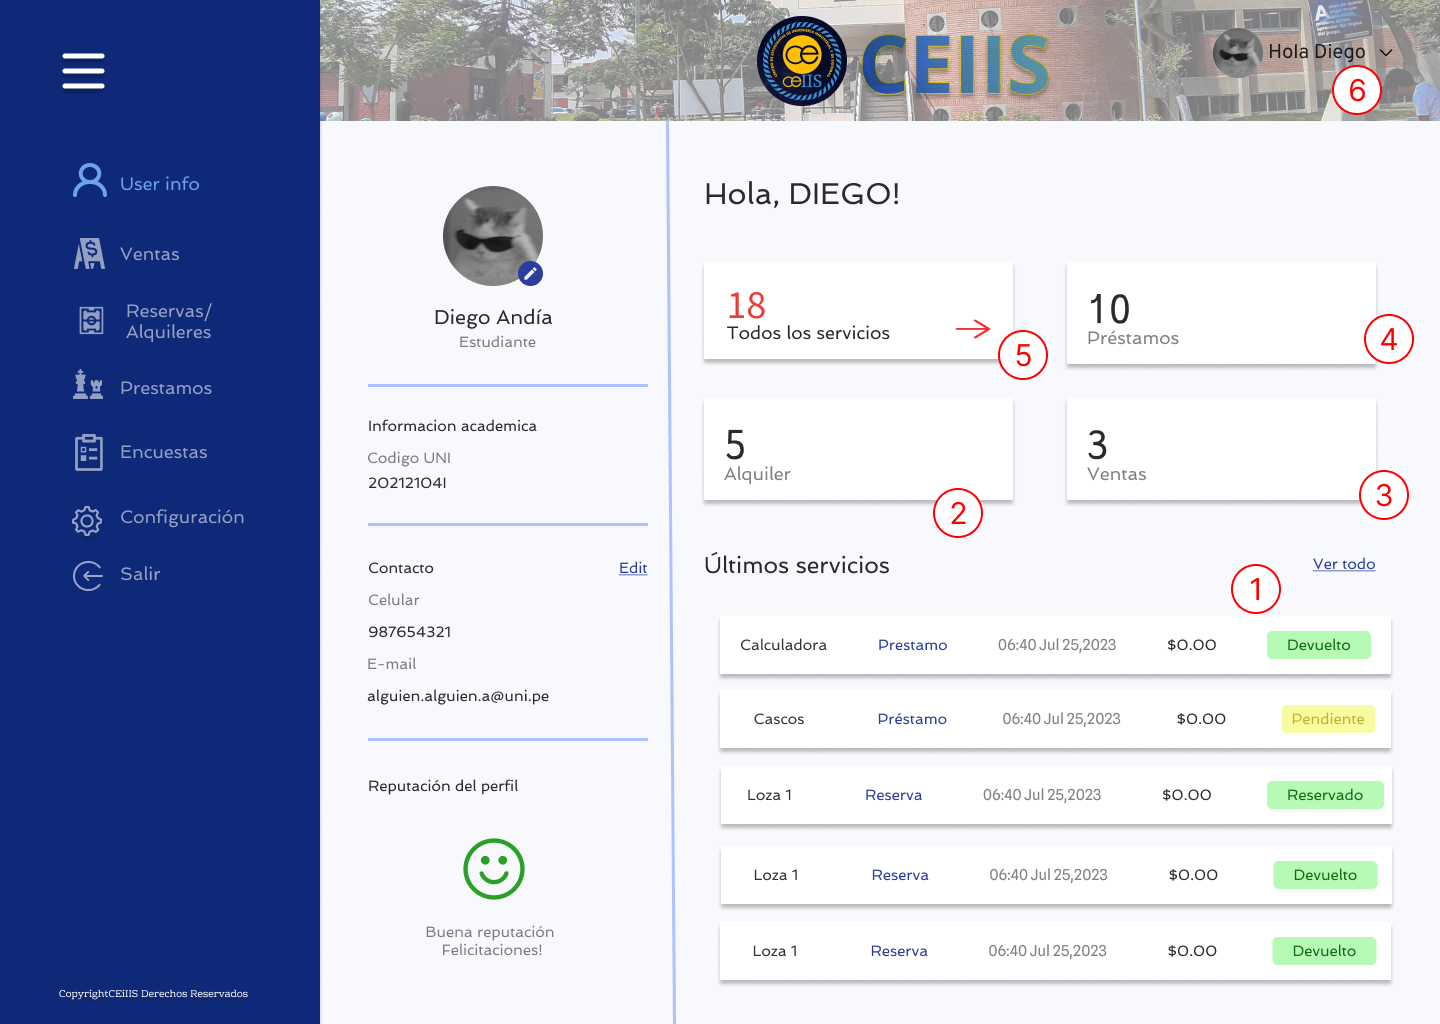 CEIIS
ceIIS
Hola Diego
6
User info
Ventas
Reservas/
Alquileres
Prestamos
Encuestas
Configuración
Salir
CopyrightCEiIIS Derechos Reservados
Diego Andía
Estudiante
Informacion academica
Codigo UNI
20212104I
Contacto Edit
Celular
987654321
E-mail
alguien.alguien.a@uni.pe
Reputación del perfil
Buena reputación
Felicitaciones!
Hola, DIEGO!
18
Todos los servicios
5
10
Préstamos
4
5
Alquiler
2
3
Ventas
3
Últimos servicios Ver todo
1
Calculadora Prestamo 06:40 Jul 25,2023 $0.00 Devuelto
Cascos Préstamo 06:40 Jul 25,2023 $0.00 Pendiente
Loza 1 Reserva 06:40 Jul 25,2023 $0.00 Reservado
Loza 1 Reserva 06:40 Jul 25,2023 $0.00 Devuelto
Loza 1 Reserva 06:40 Jul 25,2023 $0.00 Devuelto